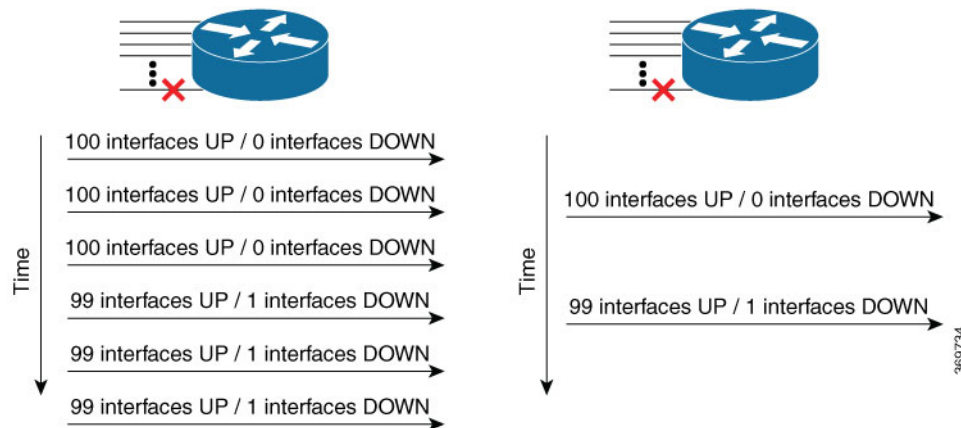 100 interfaces UP / 0 interfaces DOWN
100 interfaces UP / 0 interfaces DOWN
100 interfaces UP / 0 interfaces DOWN
99 interfaces UP / 1 interfaces DOWN
99 interfaces UP / 1 interfaces DOWN
99 interfaces UP / 1 interfaces DOWN
Time
100 interfaces UP / 0 interfaces DOWN
99 interfaces UP / 1 interfaces DOWN
Time
369734